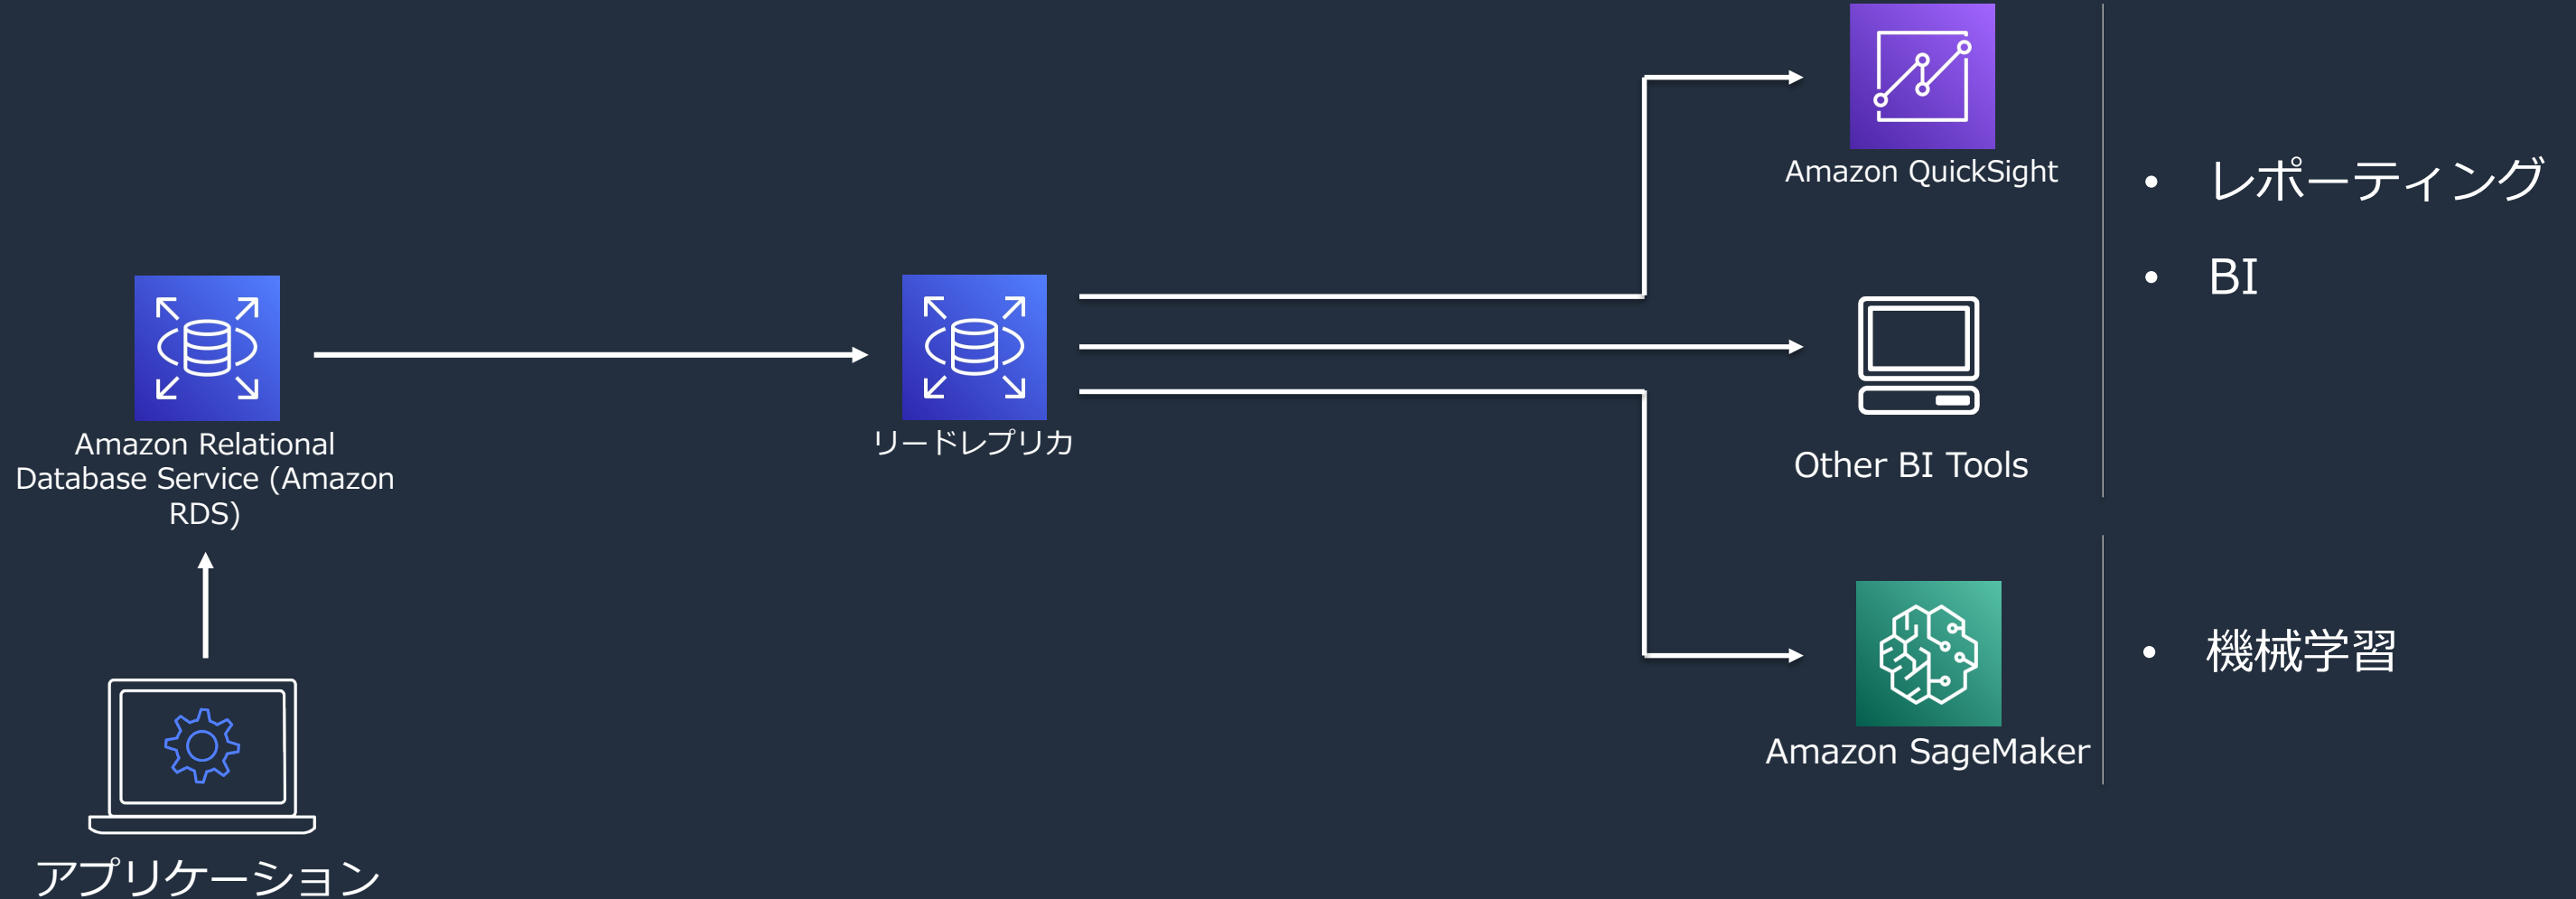 Amazon QuickSight
• レポーティング
• BI
Amazon Relational
Database Service (Amazon
RDS)
リードレプリカ
Other BI Tools
• 機械学習
Amazon SageMaker
アプリケーション